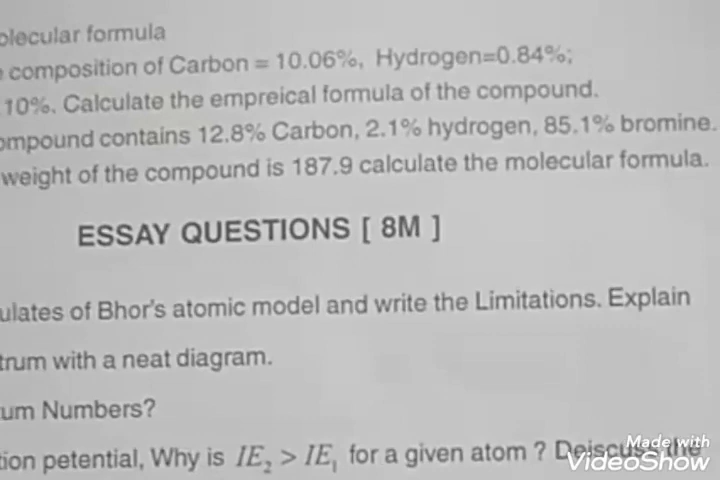 olecular formula
composition of Carbon = 10.06%, Hydrogen=0.84%;
10%. Calculate the empreical formula of the compound.
ompound contains 12.8% Carbon, 2.1% hydrogen, 85.1% bromine.
weight of the compound is 187.9 calculate the molecular formula.
ESSAY QUESTIONS [ 8M ]
ulates of Bhor's atomic model and write the Limitations. Explain
trum with a neat diagram.
um Numbers?
tion petential, Why is IE₂ > IE₁ for a given atom ? Deiscuss the
Made with
VideoShow